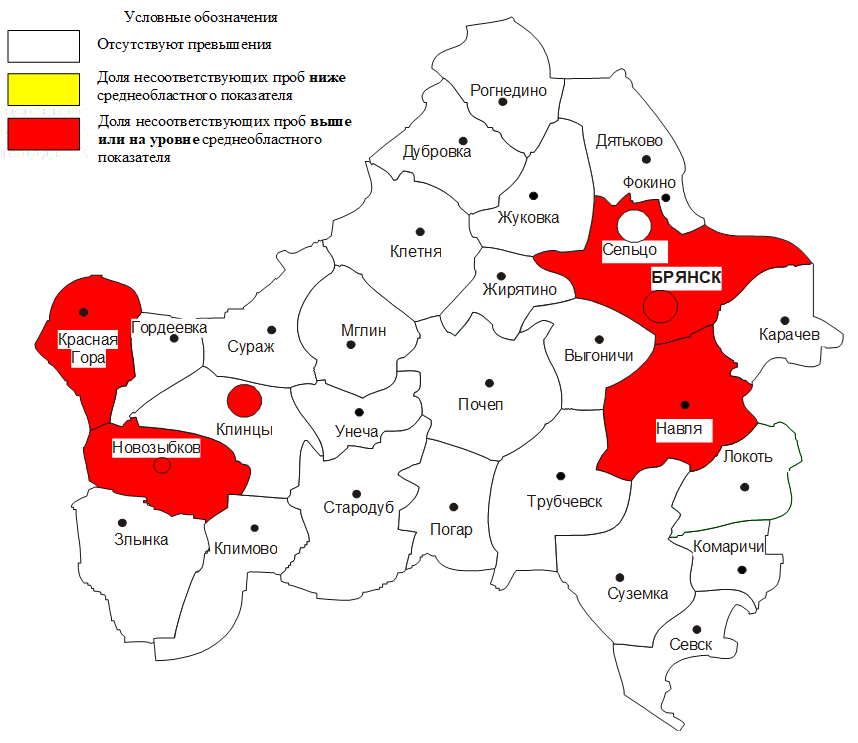 Условные обозначения
Отсутствуют превышения
Доля несоответствующих проб ниже
среднеобластного показателя
Доля несоответствующих проб выше
или на уровне среднеобластного
показателя
Рогнедино
Дятьково
Дубровка
Фокино
Жуковка
Клетня
Сельцо
БРЯНСК
Жирятино
Гордеевка
Мглин
Карачев
Красная
Гора
Сураж
Выгоничи
Почеп
Клинцы
Унеча
Навля
Новозыбков
Локоть
Трубчевск
Стародуб
Погар
Злынка
Климово
Комаричи
Суземка
Севск